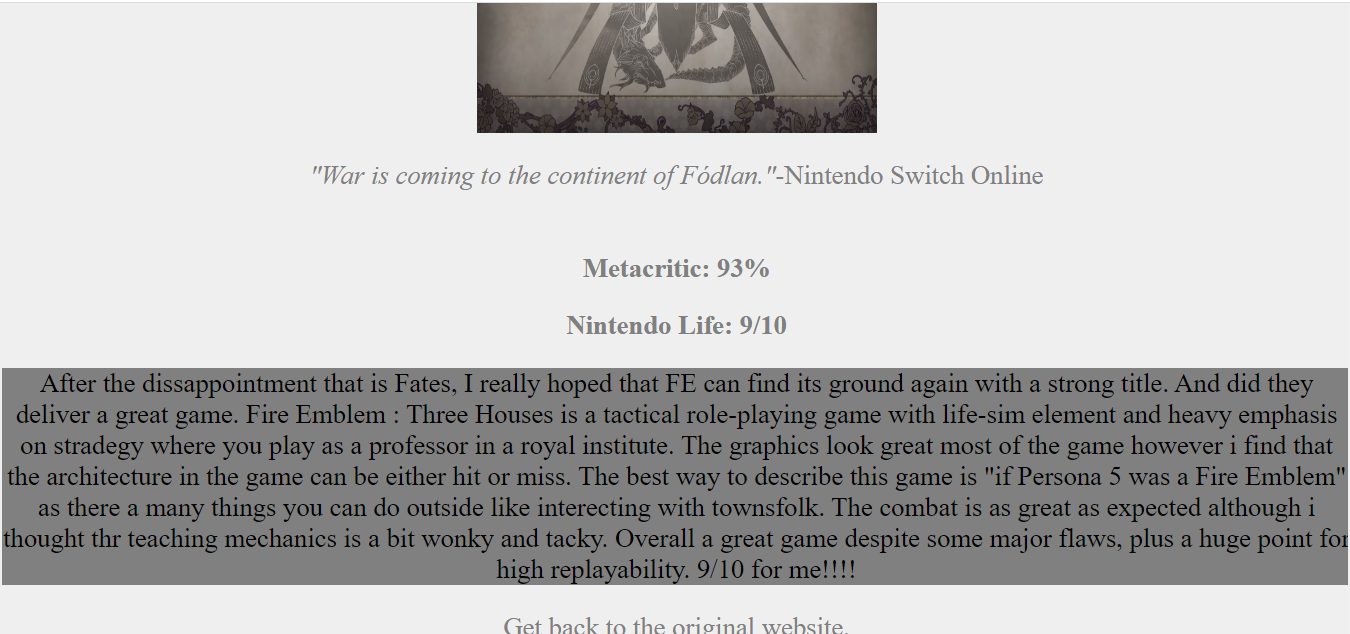 "War is coming to the continent of Fódlan."-Nintendo Switch Online
Metacritic: 93%
Nintendo Life: 9/10
After the dissappointment that is Fates, I really hoped that FE can find its ground again with a strong title. And did they
deliver a great game. Fire Emblem : Three Houses is a tactical role-playing game with life-sim element and heavy emphasis
on stradegy where you play as a professor in a royal institute. The graphics look great most of the game however i find that
the architecture in the game can be either hit or miss. The best way to describe this game is "if Persona 5 was a Fire Emblem"
as there a many things you can do outside like interecting with townsfolk. The combat is as great as expected although i
thought thr teaching mechanics is a bit wonky and tacky. Overall a great game despite some major flaws, plus a huge point for
high replayability. 9/10 for me!!!!
Get back to the original website.